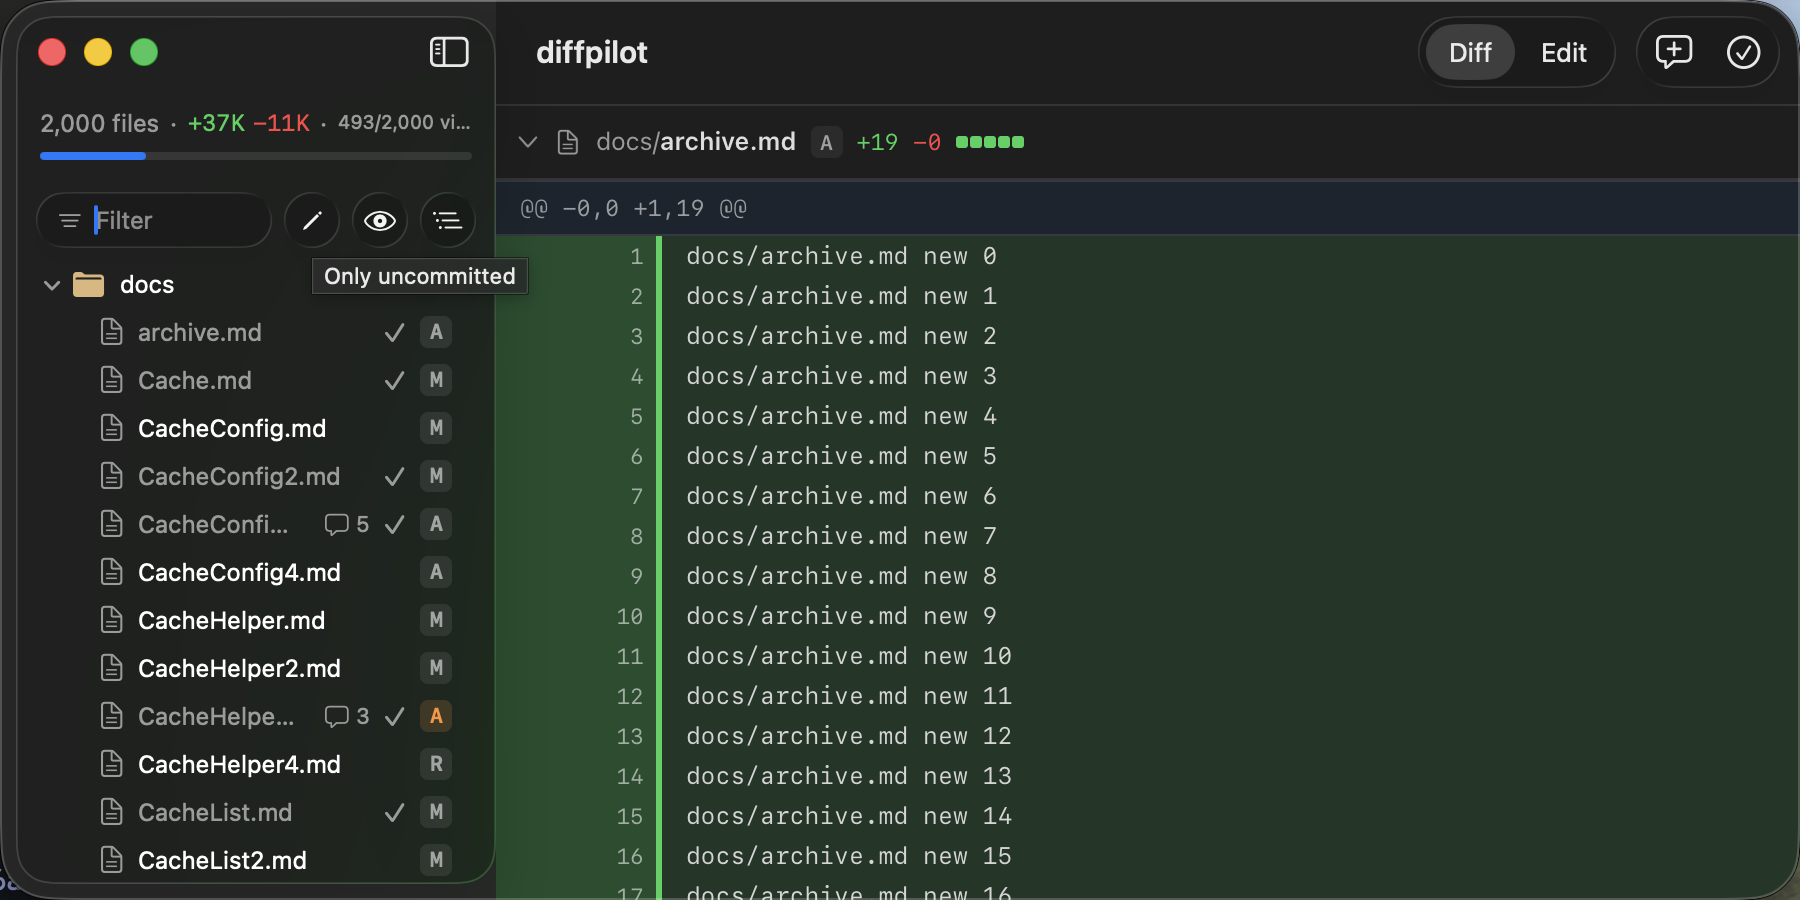 2,000 files · +37K −11K · 493/2,000 vi...
Filter
Only uncommitted
docs
archive.md A
Cache.md M
CacheConfig.md M
CacheConfig2.md M
CacheConfi... 5 A
CacheConfig4.md A
CacheHelper.md M
CacheHelper2.md M
CacheHelpe... 3 A
CacheHelper4.md R
CacheList.md M
CacheList2.md M
diffpilot
Diff Edit
docs/archive.md A +19 −0
@@ −0,0 +1,19 @@
1 docs/archive.md new 0
2 docs/archive.md new 1
3 docs/archive.md new 2
4 docs/archive.md new 3
5 docs/archive.md new 4
6 docs/archive.md new 5
7 docs/archive.md new 6
8 docs/archive.md new 7
9 docs/archive.md new 8
10 docs/archive.md new 9
11 docs/archive.md new 10
12 docs/archive.md new 11
13 docs/archive.md new 12
14 docs/archive.md new 13
15 docs/archive.md new 14
16 docs/archive.md new 15
17 docs/archive.md new 16